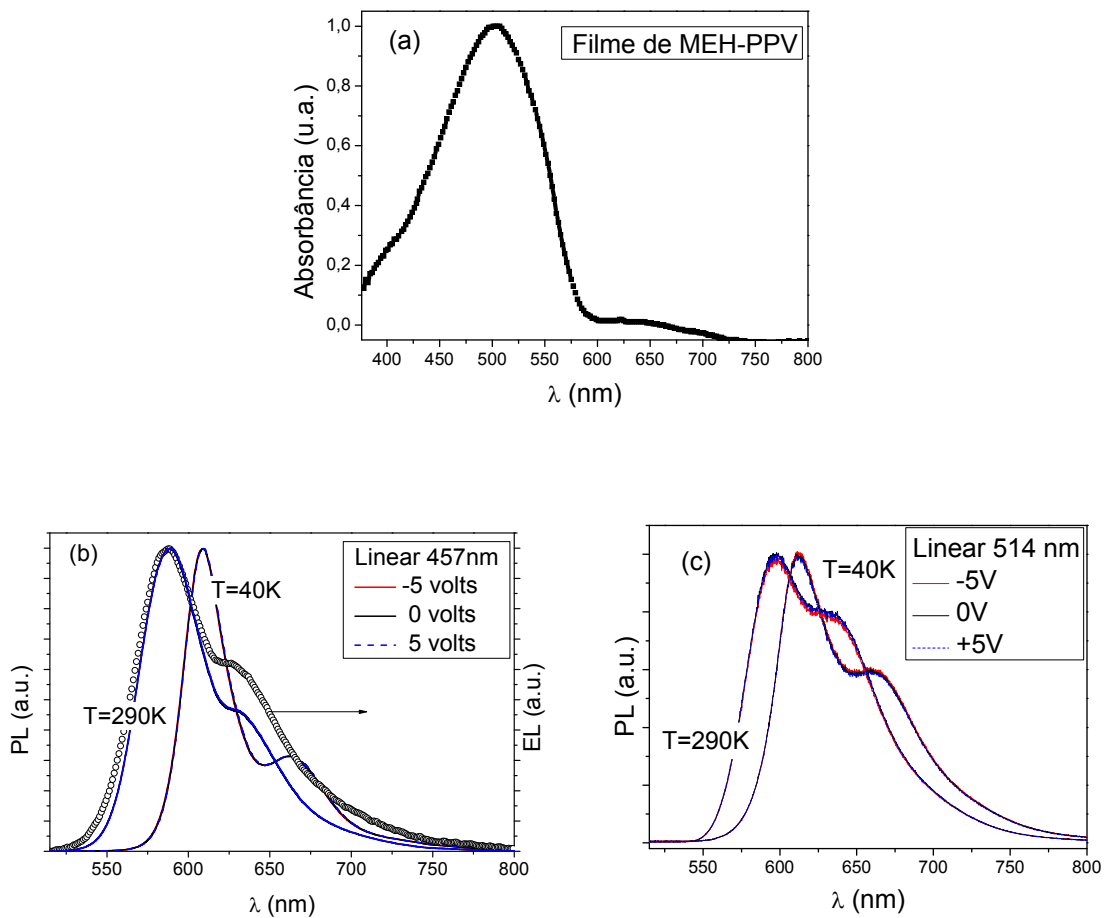 (a)
Filme de MEH-PPV
1,0
0,8
0,6
0,4
0,2
0,0
Absorbância (u.a.)
400 450 500 550 600 650 700 750 800
λ (nm)
(b)
Linear 457nm
-5 volts
0 volts
5 volts
T=40K
T=290K
PL (a.u.)
EL (a.u.)
550 600 650 700 750 800
λ (nm)
(c)
Linear 514 nm
-5V
0V
+5V
T=40K
T=290K
PL (a.u.)
550 600 650 700 750 800
λ (nm)